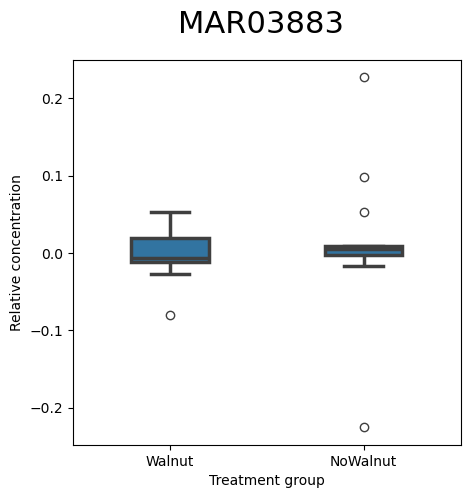 MAR03883
Relative concentration
0.2
0.1
0.0
−0.1
−0.2
Walnut
NoWalnut
Treatment group